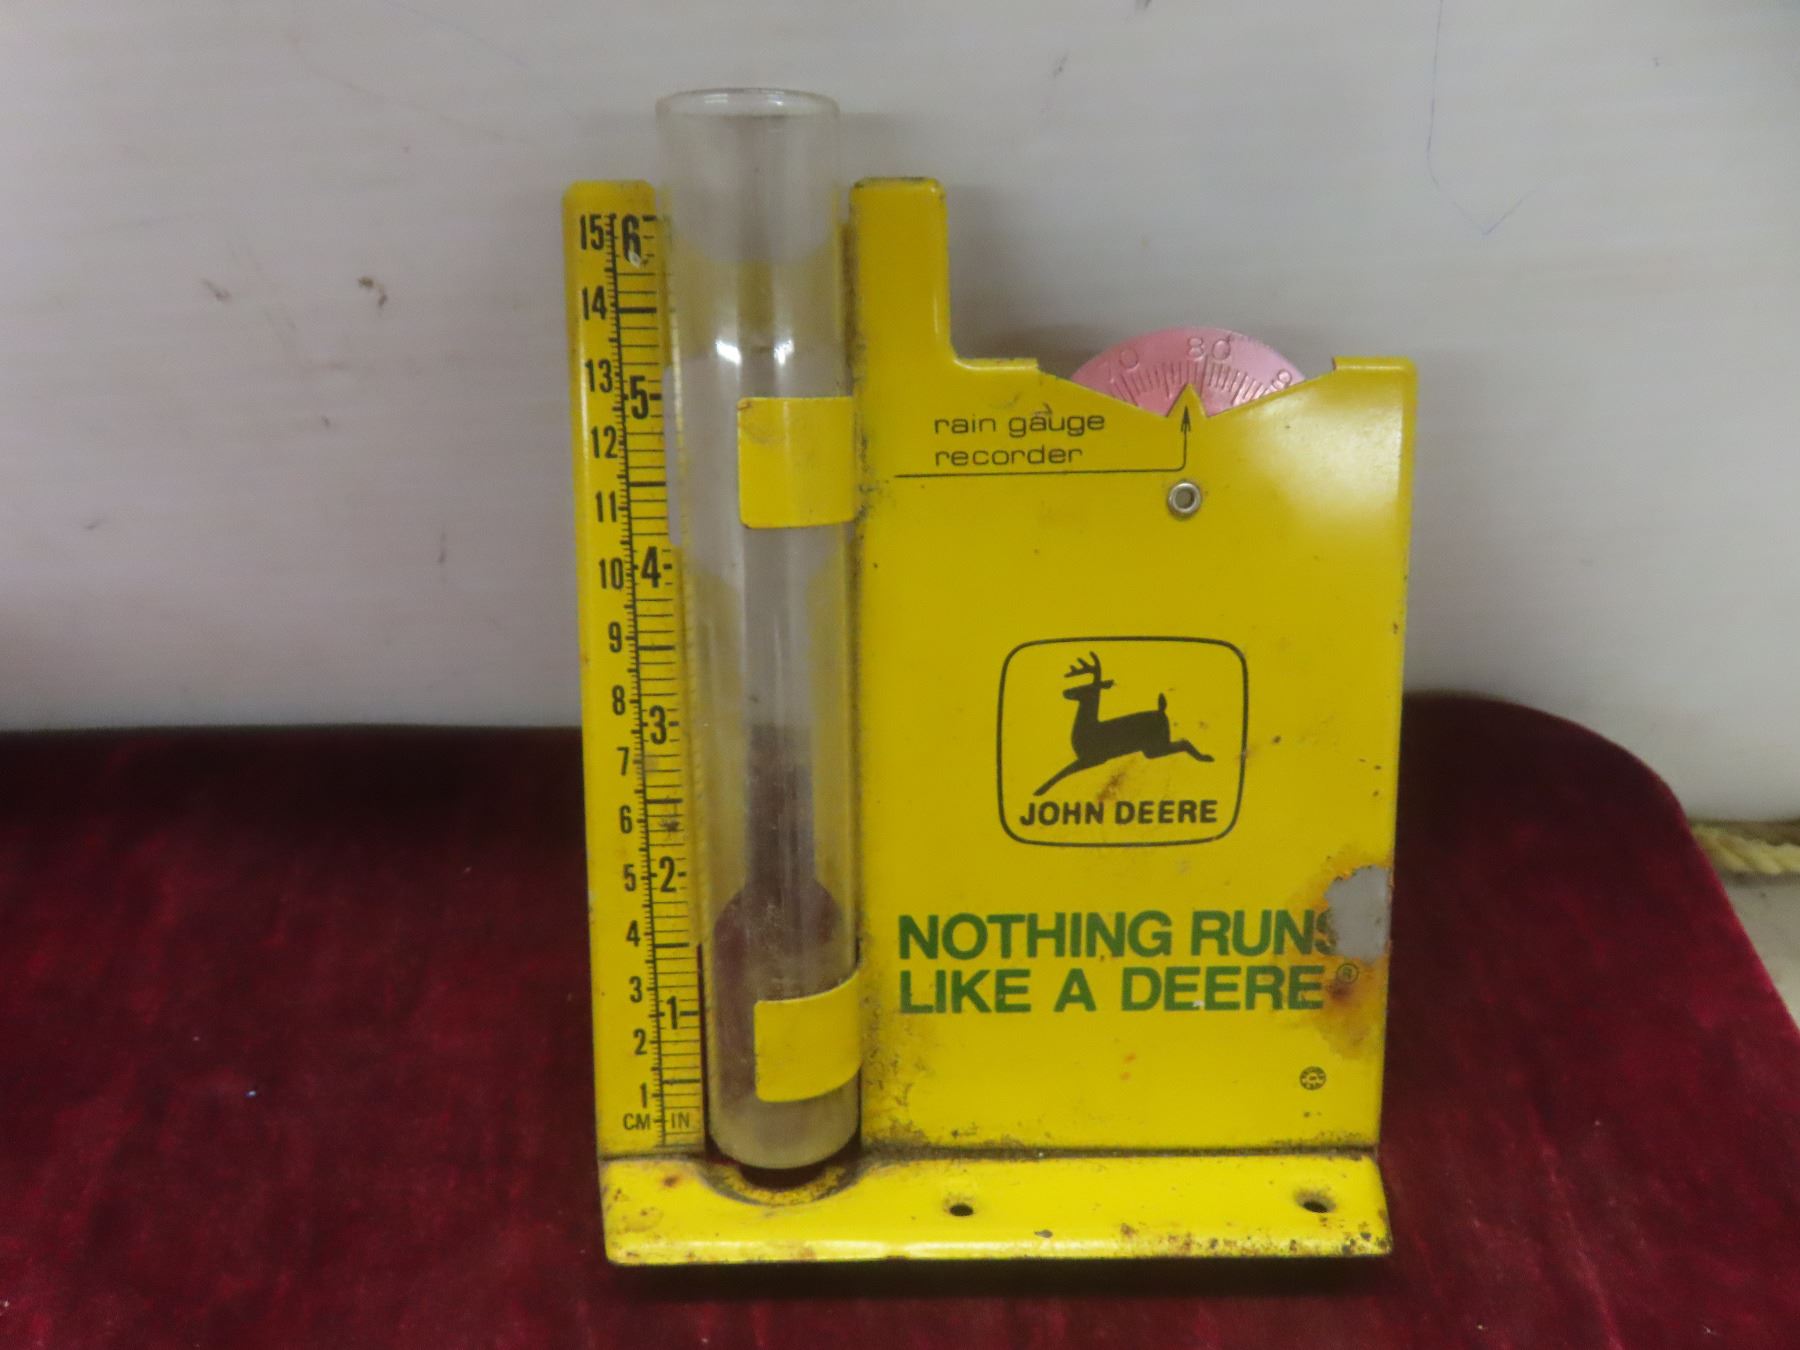 15 6
14
13 5
12
11
10 4
9
8 3
7
6
5 2
4
3 1
2
1
CM IN
70 80
rain gauge
recorder
JOHN DEERE
NOTHING RUNS
LIKE A DEERE®